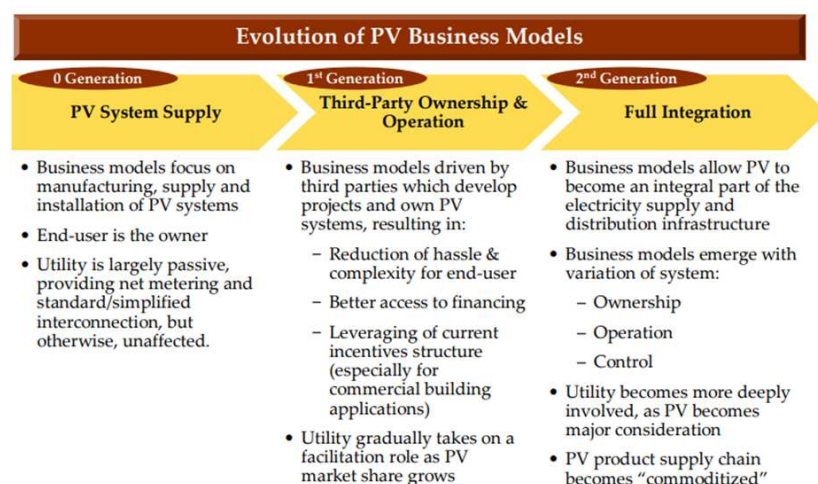 Evolution of PV Business Models
0 Generation
PV System Supply
• Business models focus on
manufacturing, supply and
installation of PV systems
• End-user is the owner
• Utility is largely passive,
providing net metering and
standard/simplified
interconnection, but
otherwise, unaffected.
1st Generation
Third-Party Ownership &
Operation
• Business models driven by
third parties which develop
projects and own PV
systems, resulting in:
– Reduction of hassle &
complexity for end-user
– Better access to financing
– Leveraging of current
incentives structure
(especially for
commercial building
applications)
• Utility gradually takes on a
facilitation role as PV
market share grows
2nd Generation
Full Integration
• Business models allow PV to
become an integral part of the
electricity supply and
distribution infrastructure
• Business models emerge with
variation of system:
– Ownership
– Operation
– Control
• Utility becomes more deeply
involved, as PV becomes
major consideration
• PV product supply chain
becomes “commoditized”